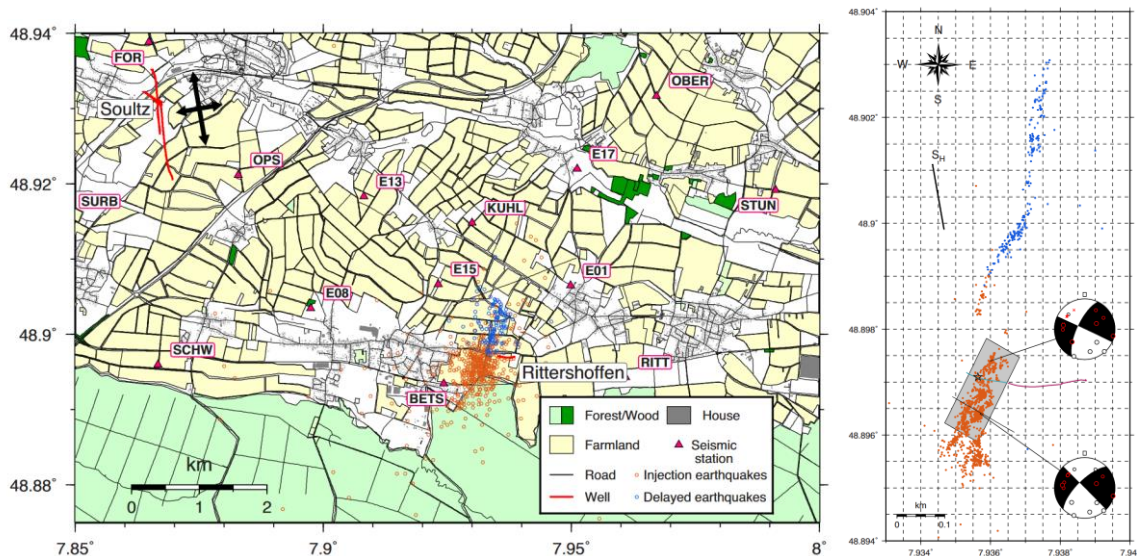 48.94
48.92
48.9
48.88
7.85
7.9
7.95
8°
FOR
Soultz
OBER
OPS
E17
SURB
E13
KUHL
STUN
E15
E01
E08
SCHW
Rittershoffen
RITT
BETS
km
0 1 2
Forest/Wood
House
Farmland
Seismic
station
Road
Injection earthquakes
Well
Delayed earthquakes
48.904
48.902
48.9
48.898
48.896
48.894
7.934
7.936
7.938
7.94
N
W E
S
SH
km
0 0.1